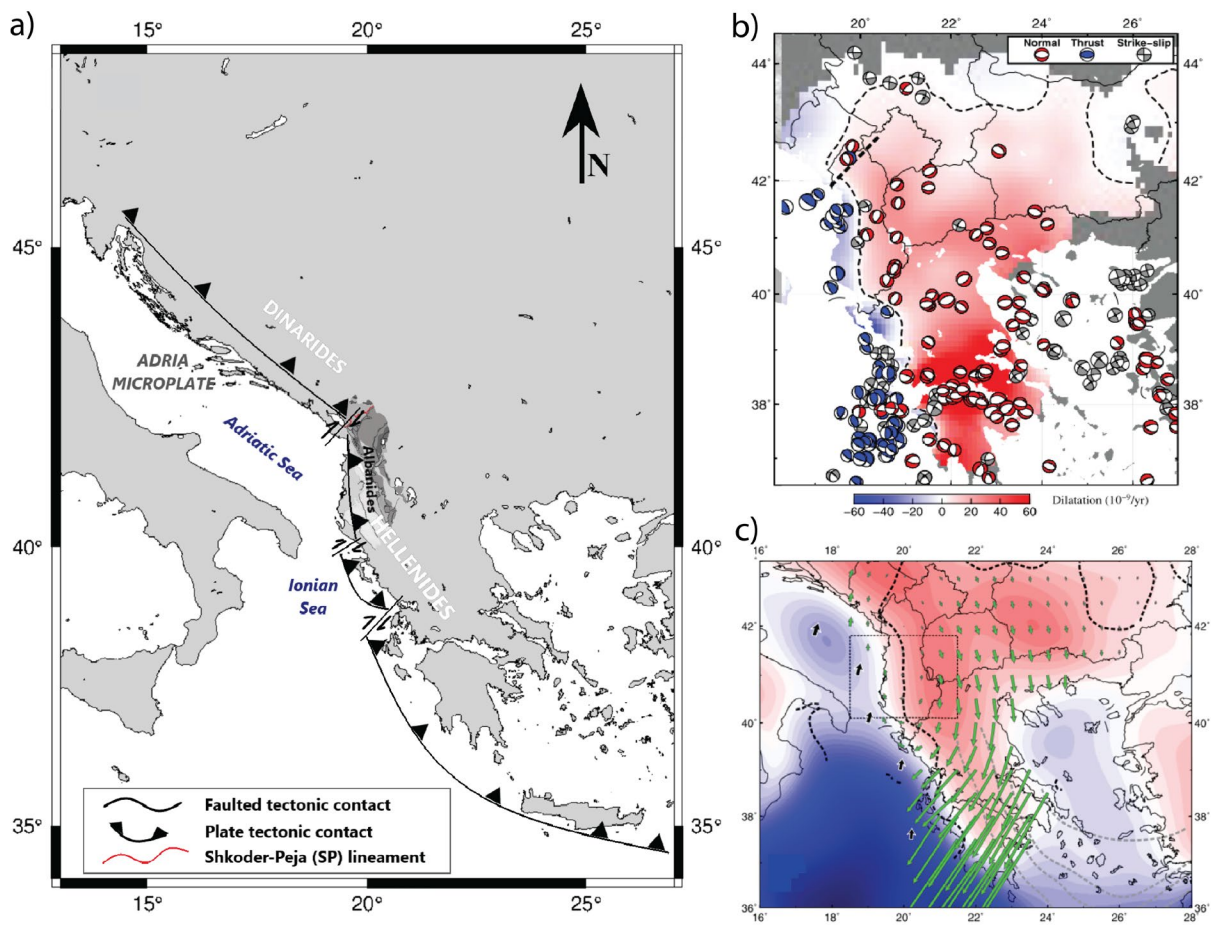 a)
15° 20° 25°
N
45° 45°
DINARIDES
ADRIA
MICROPLATE
Adriatic Sea
Albanides
HELLENIDES
40° 40°
Ionian
Sea
35° 35°
Faulted tectonic contact
Plate tectonic contact
Shkoder-Peja (SP) lineament
15° 20° 25°
b)
20° 22° 24° 26°
Normal Thrust Strike-slip
44° 44°
42° 42°
40° 40°
38° 38°
-60 -40 -20 0 20 40 60
Dilatation (10⁻⁹/yr)
c)
16° 18° 20° 22° 24° 26° 28°
42° 42°
40° 40°
38° 38°
36° 36°
16° 18° 20° 22° 24° 26° 28°